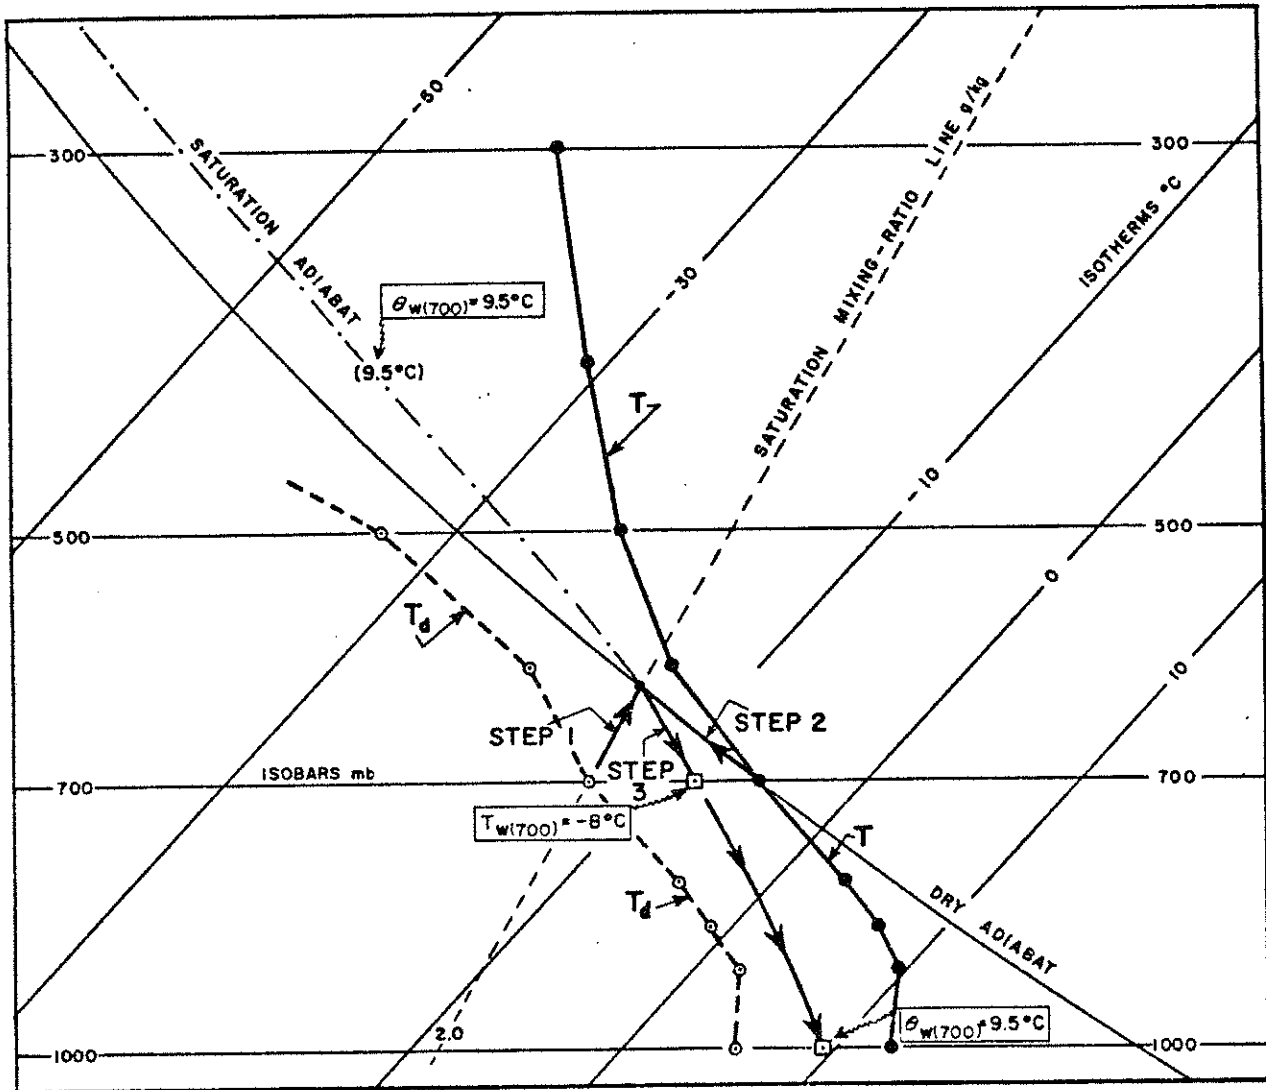 -50
300
300
SATURATION ADIABAT
SATURATION MIXING-RATIO LINE g/kg
ISOTHERMS °C
-30
θw(700)=9.5°C
(9.5°C)
T
-10
500
500
0
Td
10
STEP 1
STEP 2
ISOBARS mb
STEP
3
700
700
Tw(700)=-8°C
T
Td
DRY ADIABAT
2.0
θw(700)=9.5°C
1000
1000